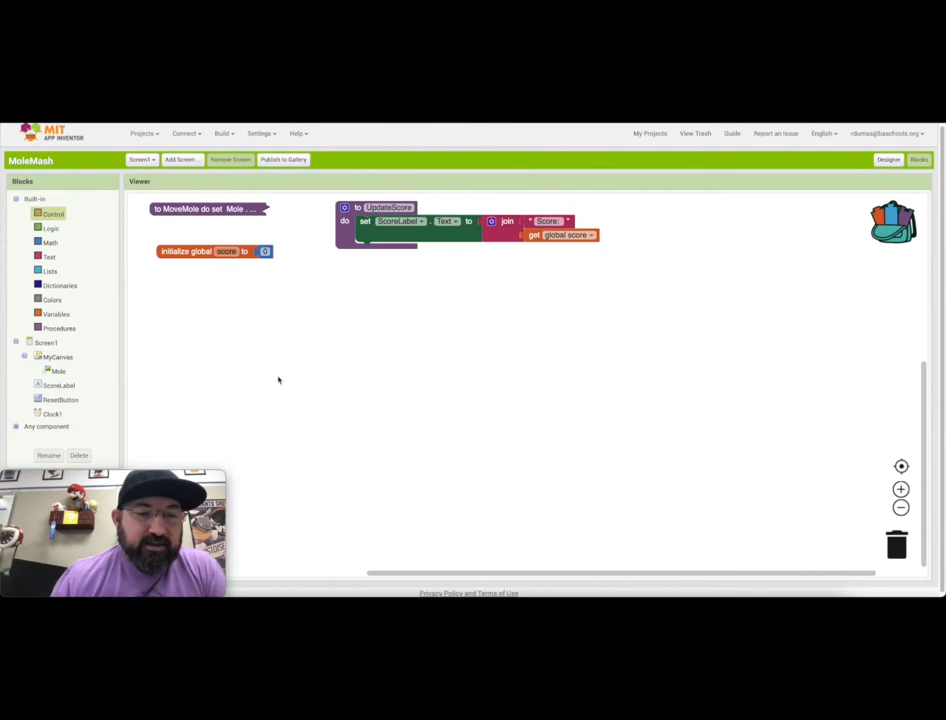 MIT
APP INVENTOR
Projects Connect Build Settings Help My Projects View Trash Guide Report an Issue English rdumas@baschools.org
MoleMash Screen1 Add Screen ... Remove Screen Publish to Gallery Designer Blocks
Blocks Viewer
Built-in
Control
Logic
Math
Text
Lists
Dictionaries
Colors
Variables
Procedures
Screen1
MyCanvas
Mole
ScoreLabel
ResetButton
Clock1
Any component
Rename Delete
to MoveMole do set Mole . ...
initialize global score to 0
to UpdateScore
do set ScoreLabel . Text to join " Score: "
get global score
Privacy Policy and Terms of Use